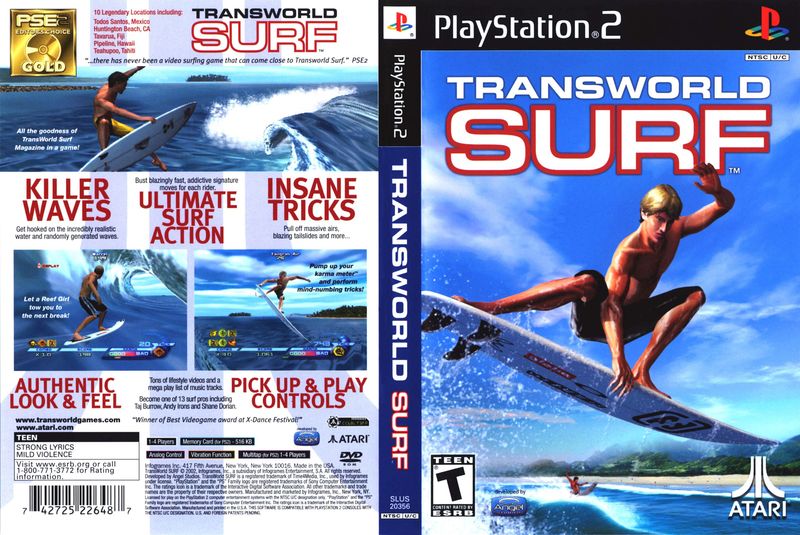 PSE2
EDITOR'S CHOICE
GOLD
10 Legendary Locations including:
Todos Santos, Mexico
Huntington Beach, CA
Tavarua, Fiji
Pipeline, Hawaii
Teahupoo, Tahiti
TRANSWORLD
SURF™
"...there has never been a video surfing game that can come close to Transworld Surf." PSE2
All the goodness of
TransWorld Surf
Magazine in a game!
KILLER
WAVES
Get hooked on the incredibly realistic
water and randomly generated waves.
Bust blazingly fast, addictive signature
moves for each rider.
ULTIMATE
SURF
ACTION
INSANE
TRICKS
Pull off massive airs,
blazing tailslides and more...
Let a Reef Girl
tow you to
the next break!
Pump up your
karma meter
and perform
mind-numbing tricks!
AUTHENTIC
LOOK & FEEL
Tons of lifestyle videos and a
mega play list of music tracks.
Become one of 13 surf pros including
Taj Burrow, Andy Irons and Shane Dorian.
PICK UP & PLAY
CONTROLS
www.transworldgames.com
www.atari.com
"Winner of Best Videogame award at X-Dance Festival!"
TEEN
STRONG LYRICS
MILD VIOLENCE
Visit www.esrb.org or call
1-800-771-3772 for Rating
information.
1-4 Players
Memory Card (for PS2) - 516 KB
Analog Control
Vibration Function
Multitap (for PS2) 1-4 Players
developed by
Angel
ATARI
DVD
ROM
Infogrames Inc. 417 Fifth Avenue, New York, New York 10016. Made in the USA.
7 42725 22648 7
PlayStation®2
TRANSWORLD SURF
SLUS
20356
NTSC U/C
PlayStation®2
NTSC U/C
TRANSWORLD
SURF™
TEEN
T
CONTENT RATED BY
ESRB
developed by
Angel
ATARI